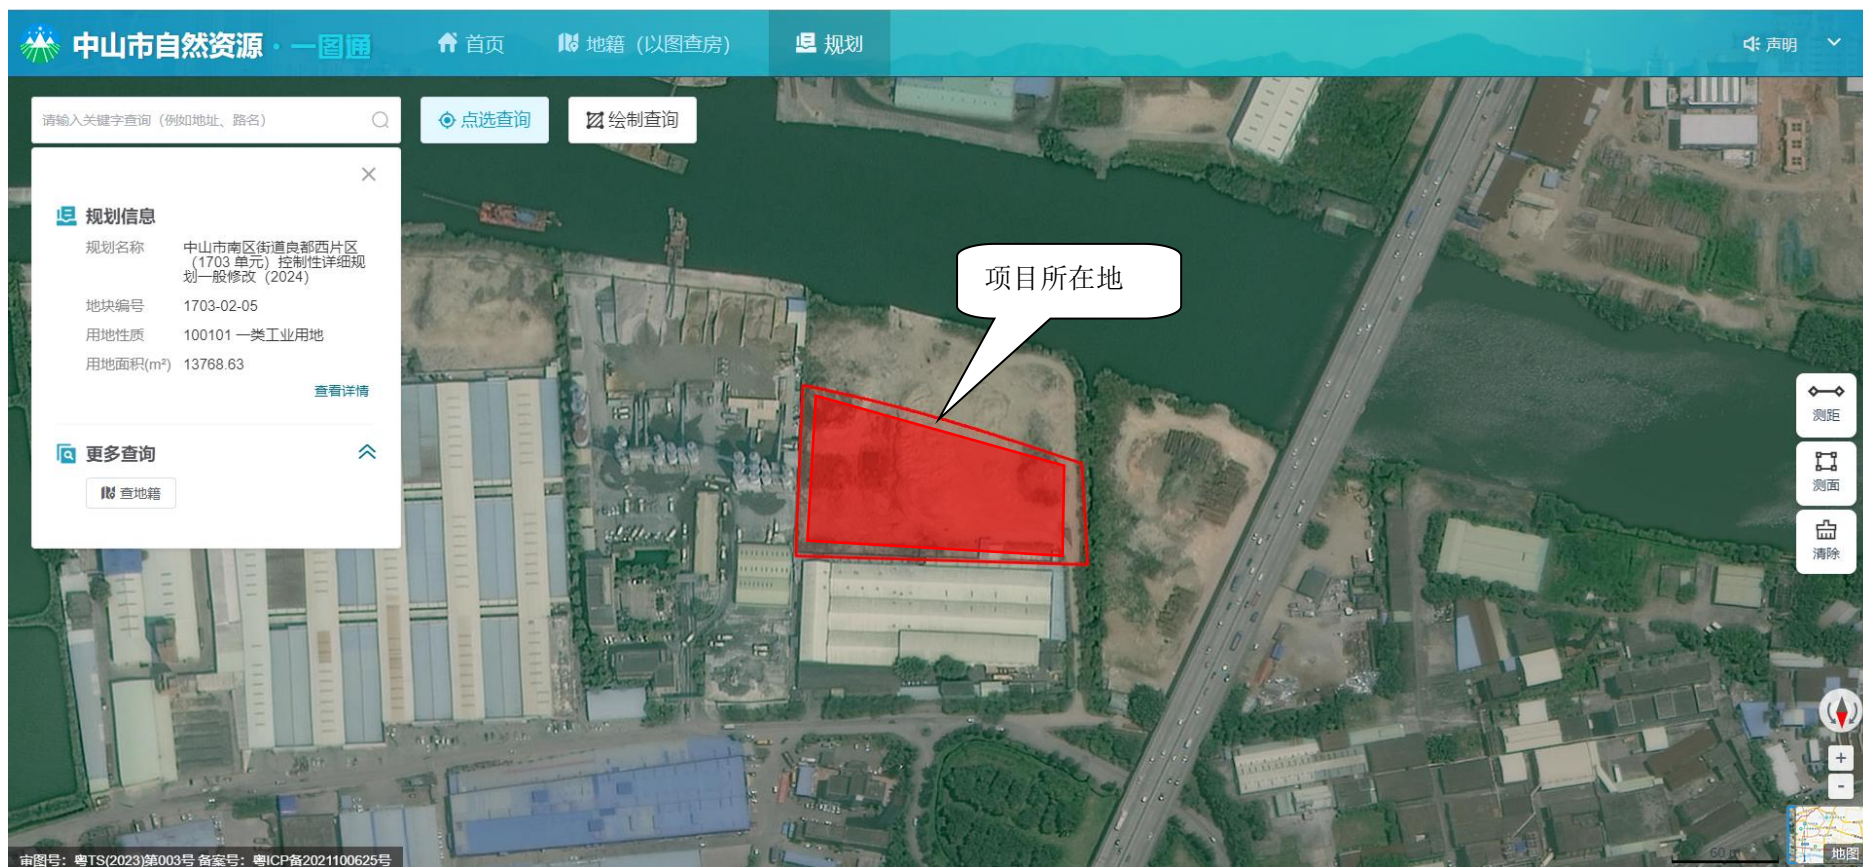 中山市自然资源·一图通
首页
地籍（以图查房）
规划
声明
请输入关键字查询（例如地址、路名）
点选查询
绘制查询
规划信息
规划名称
中山市南区街道良都西片区
（1703 单元）控制性详细规
划一般修改（2024）
地块编号
1703-02-05
用地性质
100101 一类工业用地
用地面积(m²)
13768.63
查看详情
更多查询
查地籍
项目所在地
测距
测面
清除
+
-
60 m
地图
审图号：粤TS(2023)第003号 备案号：粤ICP备2021100625号